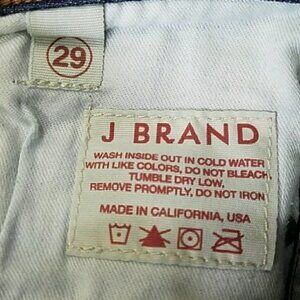 29
J BRAND
WASH INSIDE OUT IN COLD WATER
WITH LIKE COLORS, DO NOT BLEACH,
TUMBLE DRY LOW,
REMOVE PROMPTLY, DO NOT IRON
MADE IN CALIFORNIA, USA